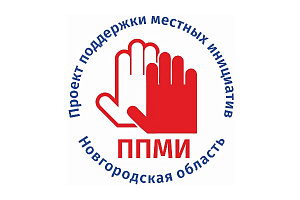 Проект поддержки местных инициатив
ППМИ
Новгородская область